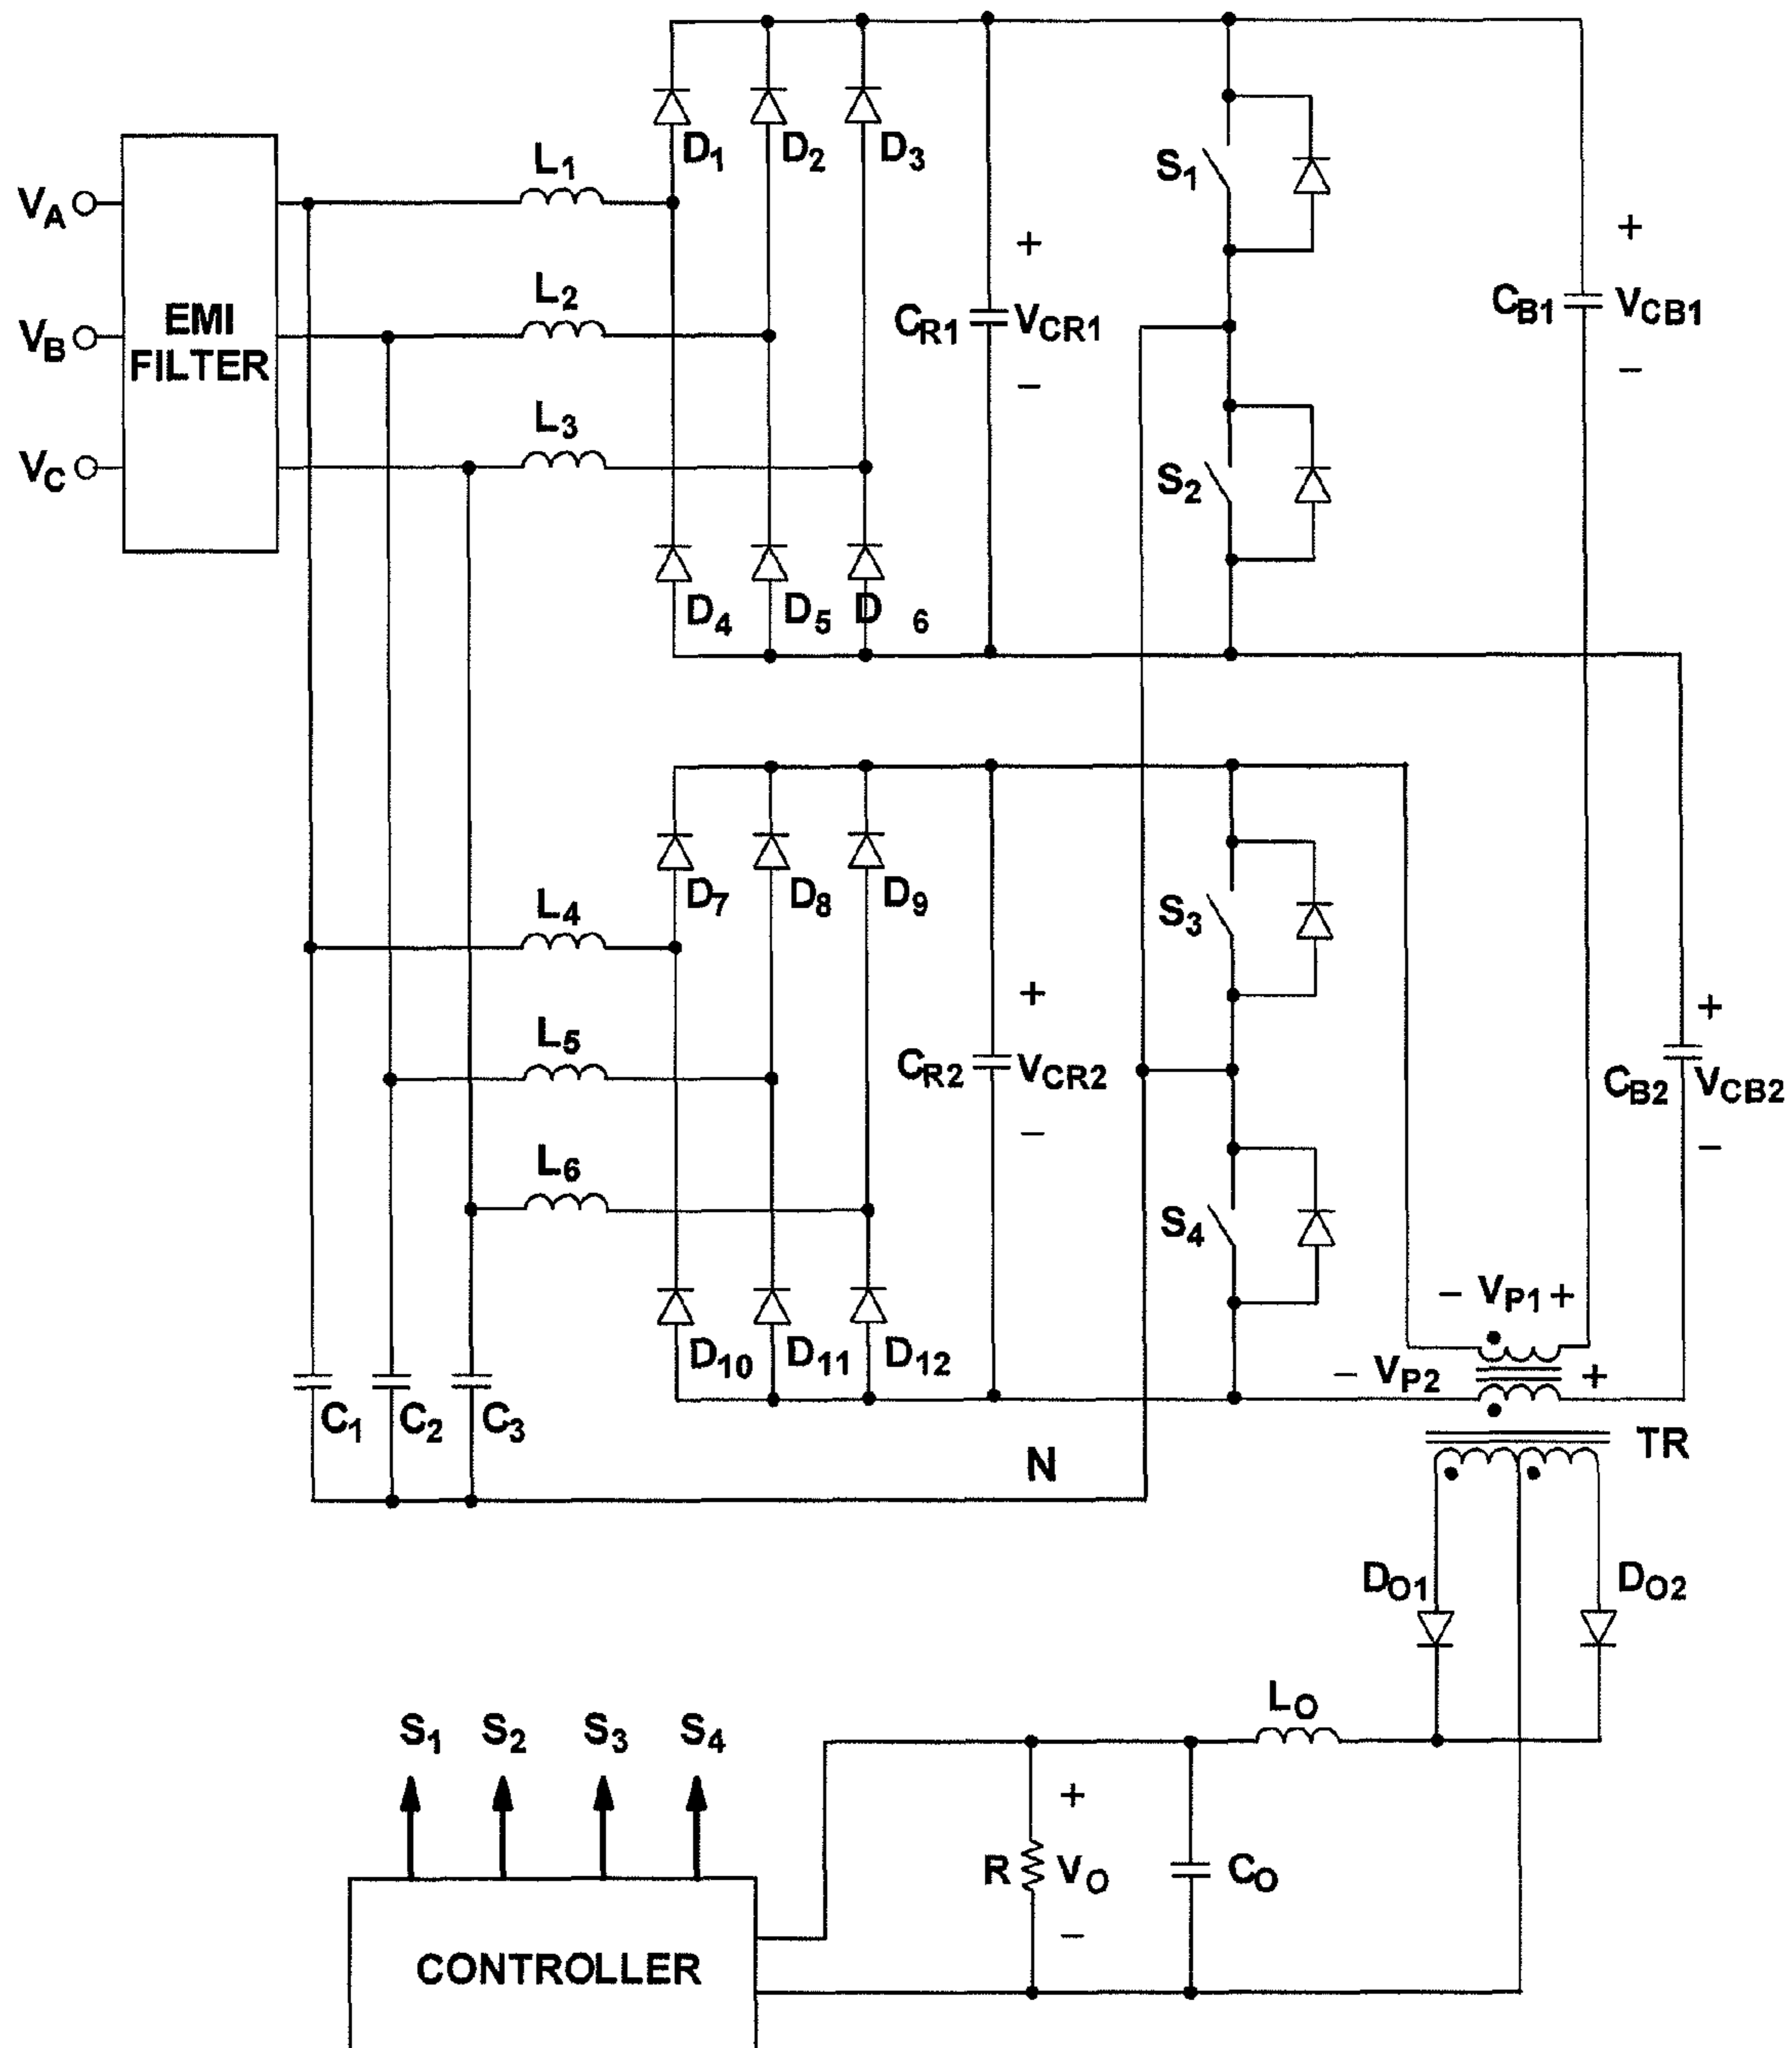 D1 D2 D3
L1
S1
VA
+
+
L2
CB1 VCB1
EMI
FILTER
CR1 VCR1
VB
−
−
L3
VC
S2
D4 D5 D 6
D7 D8 D9
L4
S3
+
+
L5
CR2 VCR2
CB2 VCB2
−
−
L6
S4
− VP1 +
D10 D11 D12
− VP2 +
C1 C2 C3
TR
N
DO1 DO2
LO
S1 S2 S3 S4
+
R VO CO
−
CONTROLLER